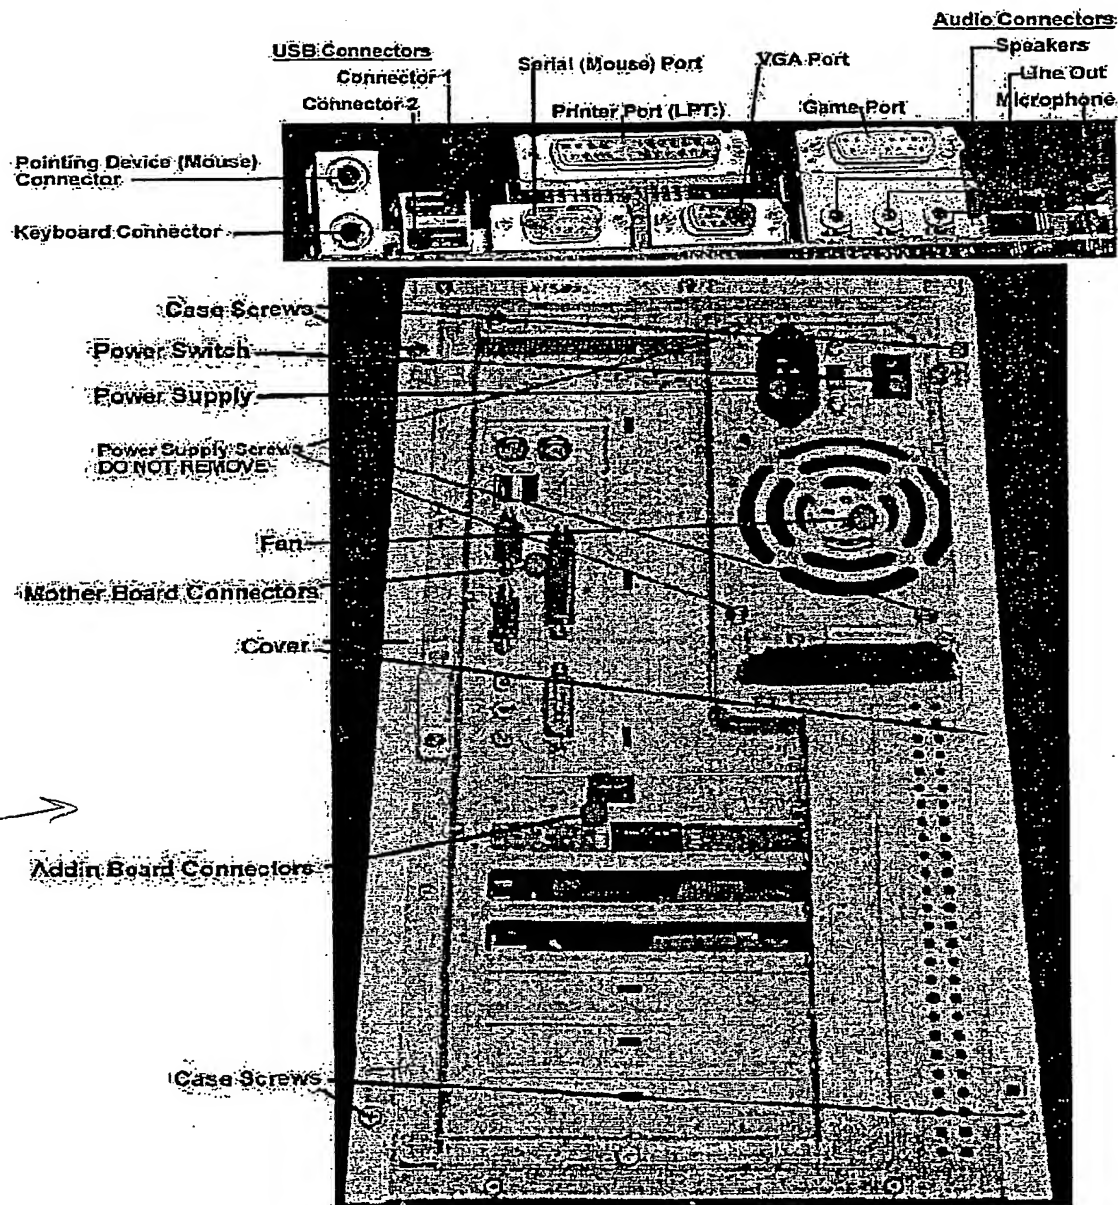 Audio Connectors
Speakers
Line Out
Microphone
USB Connectors
Connector 1
Connector 2
Serial (Mouse) Port
VGA Port
Printer Port (LPT:)
Game Port
Pointing Device (Mouse)
Connector
Keyboard Connector
Case Screws
Power Switch
Power Supply
Power Supply Screws
DO NOT REMOVE
Fan
Mother Board Connectors
Cover
Addin Board Connectors
Case Screws